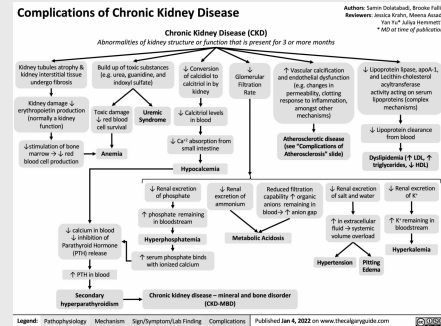 Complications of Chronic Kidney Disease
Authors: Samin Dolatabadi, Brooke Falli
Reviewers: Jessica Krahn, Meena Assad
Yan Yu* Julya Hemmett
* MD at time of publication
Chronic Kidney Disease (CKD)
Abnormalities of kidney structure or function that is present for 3 or more months
Kidney tubules atrophy &
kidney interstitial tissue
under fibrosis
Kidney damage ↓
erythropoietin production
(normally a kidney
function)
↓stimulation of bone
marrow → ↓ red
blood cell production
Build up of toxic substances
(e.g. urea, guanidine, and
indoxyl sulfate)
Toxic damage
↓ red blood
cell survival
Uremic
Syndrome
Anemia
↓ Conversion
of calcidiol to
calcitriol in by
kidney
↓ Calcitriol levels
in blood
↓ Ca+2 absorption from
small intestine
Hypocalcemia
↓
Glomerular
Filtration
Rate
↑ Vascular calcification
and endothelial dysfunction
(e.g. changes in
permeability, clotting
response to inflammation,
amongst other
mechanisms)
Atherosclerotic disease
(see "Complications of
Atherosclerosis" slide)
↓ Lipoprotein lipase, apoA-1,
and Lecithin-cholesterol
acyltransferase
activity acting on serum
lipoproteins (complex
mechanisms)
↓ Lipoprotein clearance
from blood
Dyslipidemia (↑ LDL, ↑
triglycerides, ↓ HDL)
↓ calcium in blood
↓ inhibition of
Parathyroid Hormone
(PTH) release
↑ PTH in blood
Secondary
hyperparathyroidism
↓ Renal excretion
of phosphate
↑ phosphate remaining
in bloodstream
Hyperphosphatemia
↑ serum phosphate binds
with ionized calcium
Chronic kidney disease – mineral and bone disorder
(CKD-MBD)
↓ Renal
excretion of
ammonium
Reduced filtration
capability ↑ organic
anions remaining in
blood→ ↑ anion gap
Metabolic Acidosis
↓ Renal excretion
of salt and water
↑ in extracellular
fluid → systemic
volume overload
Hypertension
Pitting
Edema
↓ Renal excretion
of K+
↑ K+ remaining in
bloodstream
Hyperkalemia
Legend: Pathophysiology Mechanism Sign/Symptom/Lab Finding Complications Published Jan 4, 2022 on www.thecalgaryguide.com